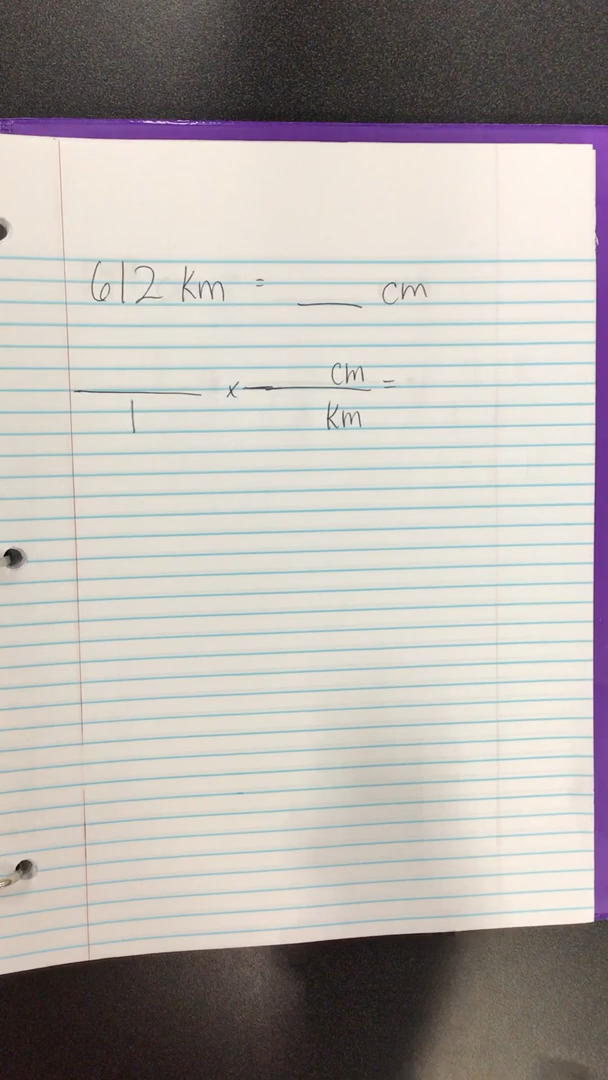 612 km = ___ cm
___ x ___ cm =
1 km